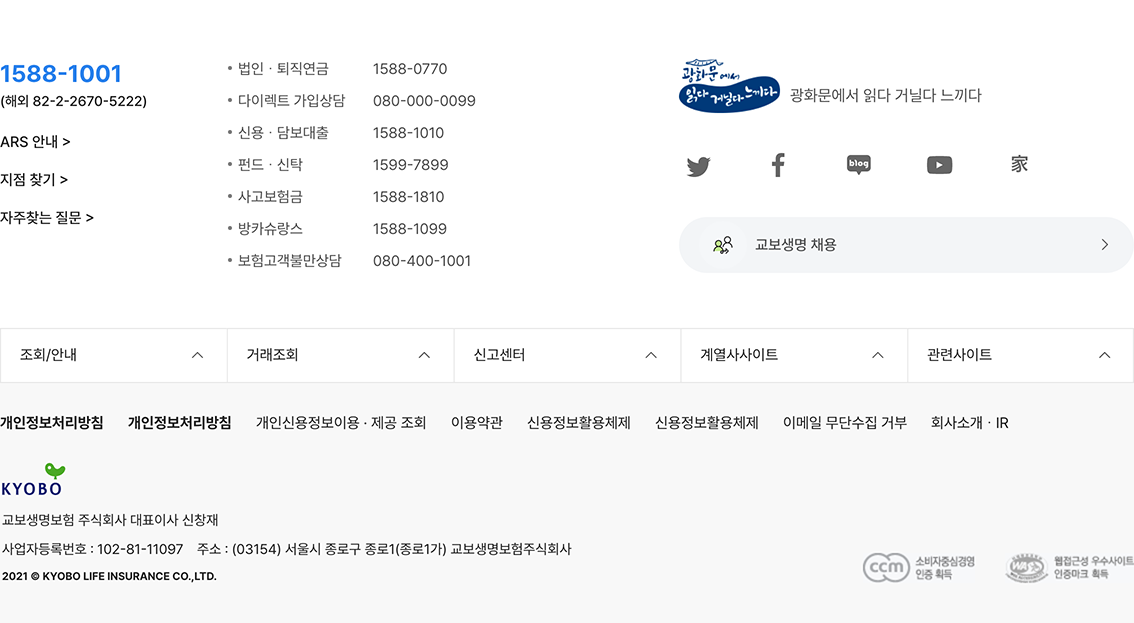 1588-1001
(해외 82-2-2670-5222)
ARS 안내 >
지점 찾기 >
자주찾는 질문 >
• 법인 · 퇴직연금 1588-0770
• 다이렉트 가입상담 080-000-0099
• 신용 · 담보대출 1588-1010
• 펀드 · 신탁 1599-7899
• 사고보험금 1588-1810
• 방카슈랑스 1588-1099
• 보험고객불만상담 080-400-1001
광화문에서
읽다 거닐다 느끼다
광화문에서 읽다 거닐다 느끼다
blog
家
교보생명 채용
조회/안내 거래조회 신고센터 계열사사이트 관련사이트
개인정보처리방침 개인정보처리방침 개인신용정보이용 · 제공 조회 이용약관 신용정보활용체제 신용정보활용체제 이메일 무단수집 거부 회사소개 · IR
KYOBO
교보생명보험 주식회사 대표이사 신창재
사업자등록번호 : 102-81-11097 주소 : (03154) 서울시 종로구 종로1(종로1가) 교보생명보험주식회사
2021 © KYOBO LIFE INSURANCE CO.,LTD.
ccm
소비자중심경영
인증 획득
웹접근성 우수사이트
인증마크 획득